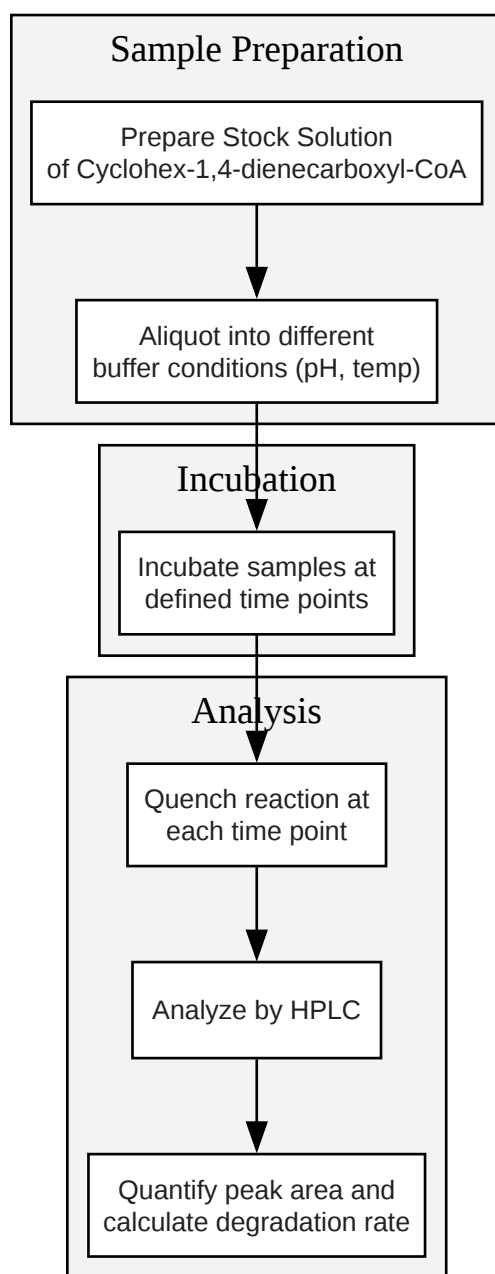 Sample Preparation
Prepare Stock Solution
of Cyclohex-1,4-dienecarboxyl-CoA
Aliquot into different
buffer conditions (pH, temp)
Incubation
Incubate samples at
defined time points
Analysis
Quench reaction at
each time point
Analyze by HPLC
Quantify peak area and
calculate degradation rate